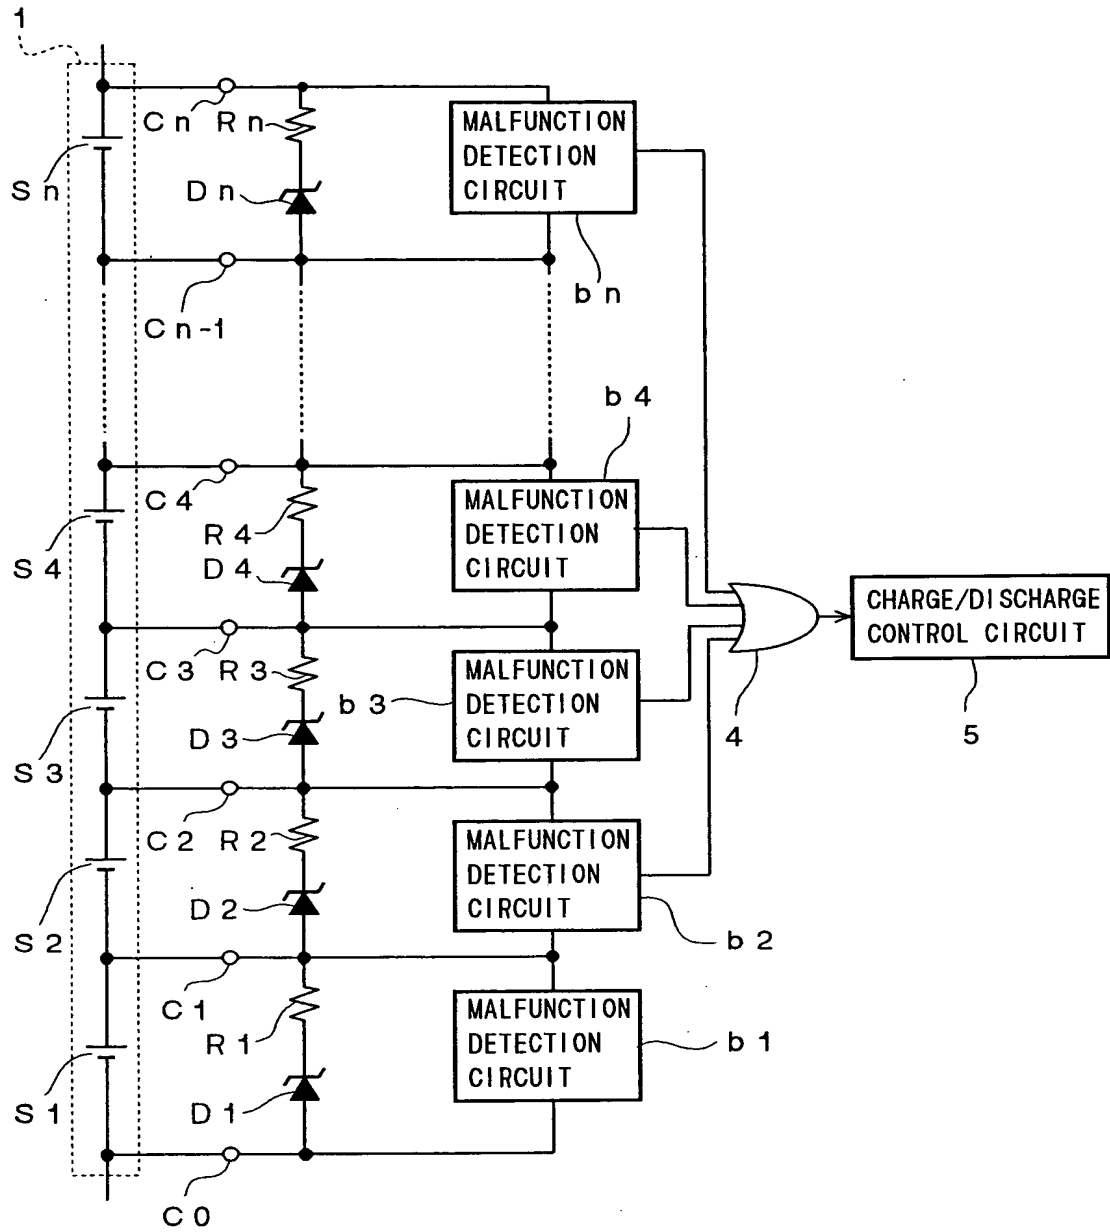 1
Cn Rn
MALFUNCTION
DETECTION
CIRCUIT
Sn
Dn
bn
Cn-1
b4
C4
MALFUNCTION
DETECTION
CIRCUIT
R4
S4
D4
CHARGE/DISCHARGE
CONTROL CIRCUIT
C3 R3
MALFUNCTION
DETECTION
CIRCUIT
b3
4
5
D3
S3
C2 R2
MALFUNCTION
DETECTION
CIRCUIT
D2
S2
b2
C1
MALFUNCTION
DETECTION
CIRCUIT
R1
b1
S1
D1
C0